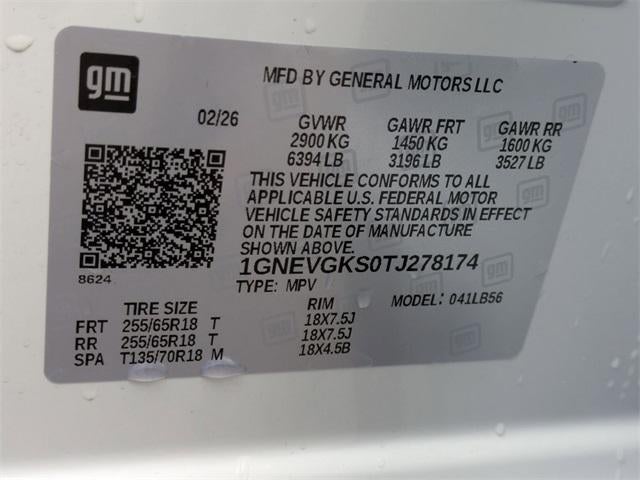 gm
MFD BY GENERAL MOTORS LLC
02/26 GVWR GAWR FRT GAWR RR
2900 KG 1450 KG 1600 KG
6394 LB 3196 LB 3527 LB
THIS VEHICLE CONFORMS TO ALL
APPLICABLE U.S. FEDERAL MOTOR
VEHICLE SAFETY STANDARDS IN EFFECT
ON THE DATE OF MANUFACTURE
SHOWN ABOVE.
8624
1GNEVGKS0TJ278174
TYPE: MPV MODEL: 041LB56
TIRE SIZE RIM
FRT 255/65R18 T 18X7.5J
RR 255/65R18 T 18X7.5J
SPA T135/70R18 M 18X4.5B